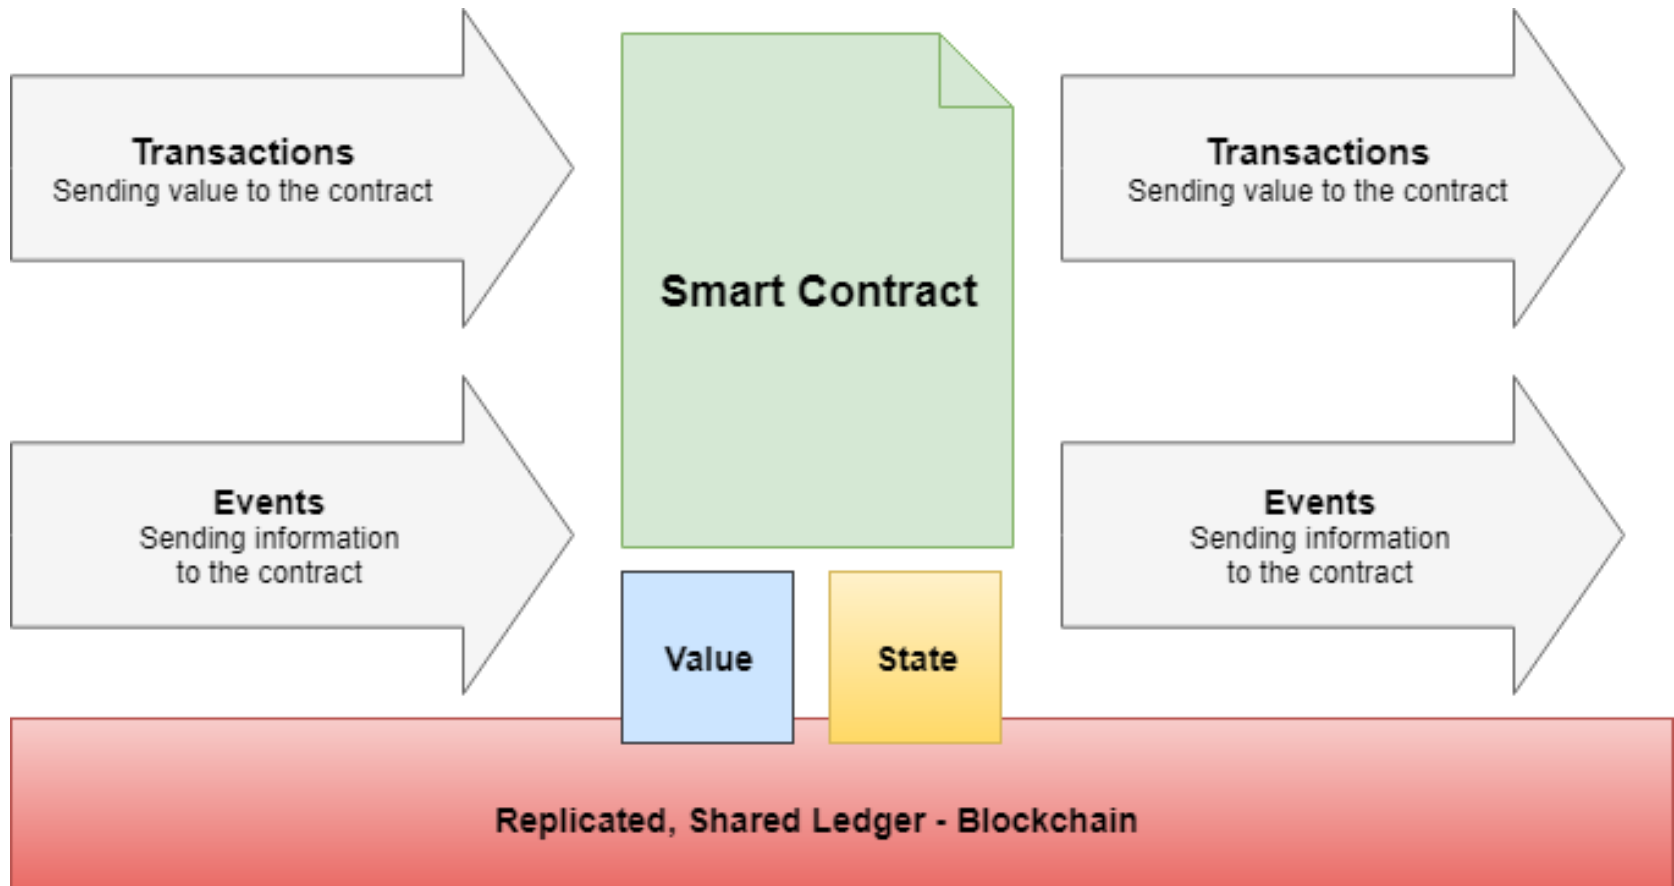 Transactions
Sending value to the contract
Events
Sending information
to the contract
Smart Contract
Value
State
Transactions
Sending value to the contract
Events
Sending information
to the contract
Replicated, Shared Ledger - Blockchain